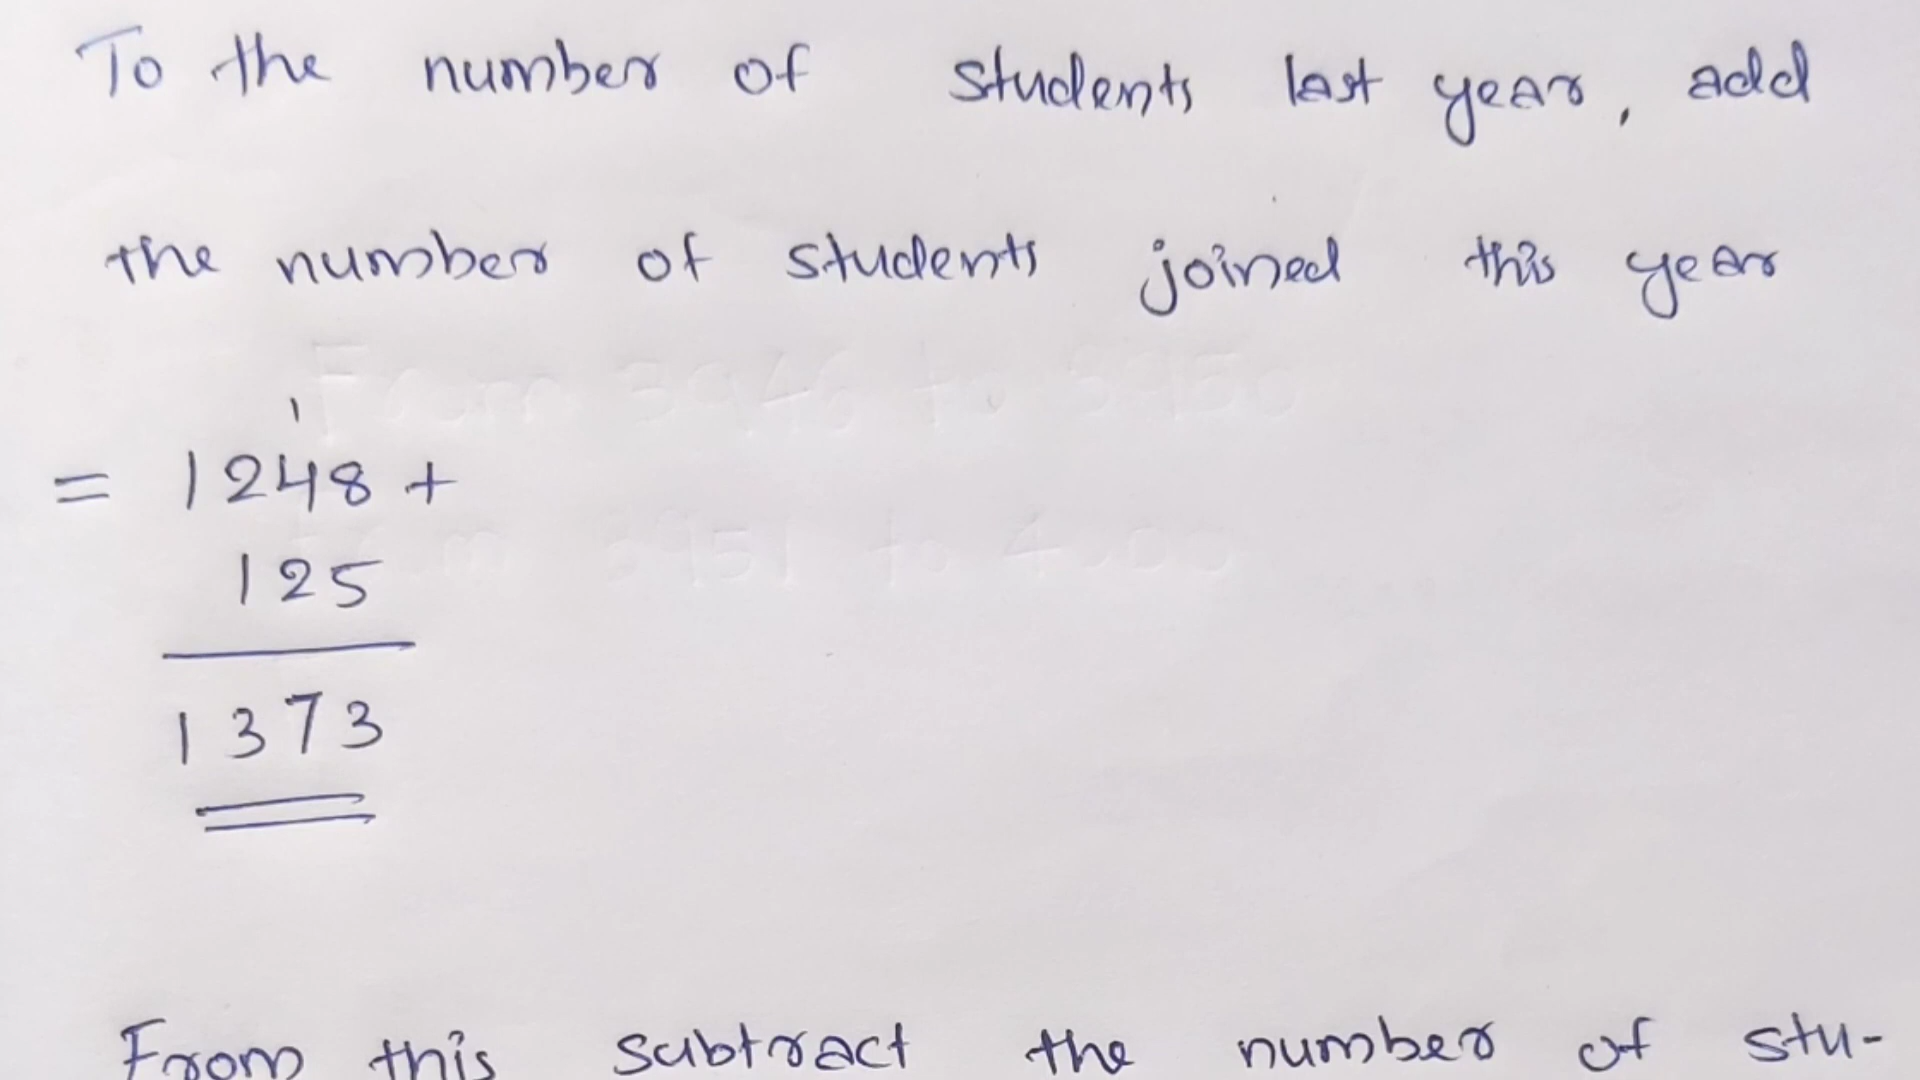 To the number of students last year, add
the number of students joined this year
1
= 1248 +
125
1373
From this subtract the number of stu-